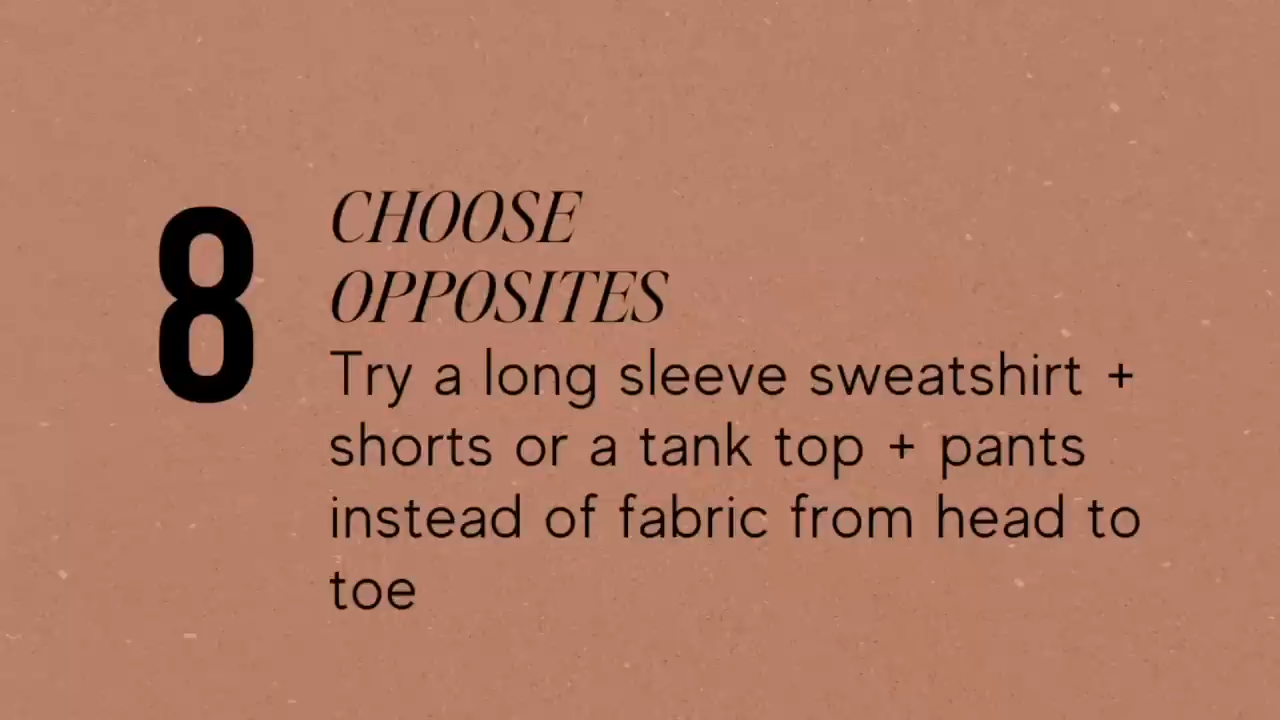 8
CHOOSE
OPPOSITES
Try a long sleeve sweatshirt +
shorts or a tank top + pants
instead of fabric from head to
toe